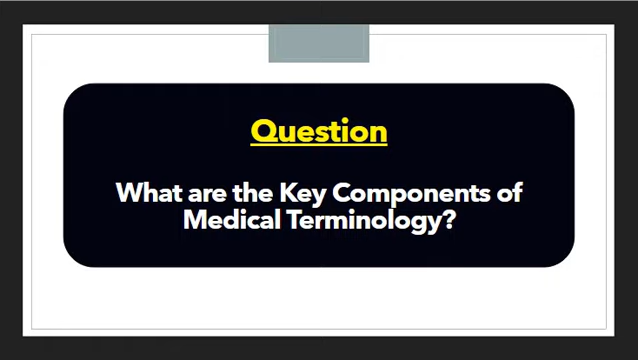 Question
What are the Key Components of
Medical Terminology?